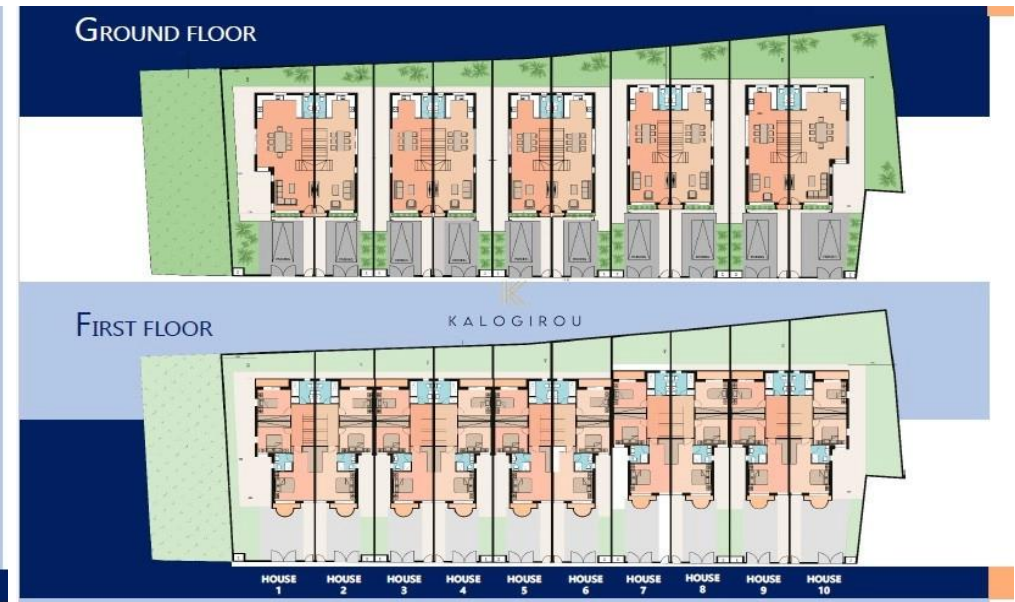 GROUND FLOOR
KALOGIROU
FIRST FLOOR
HOUSE 1
HOUSE 2
HOUSE 3
HOUSE 4
HOUSE 5
HOUSE 6
HOUSE 7
HOUSE 8
HOUSE 9
HOUSE 10